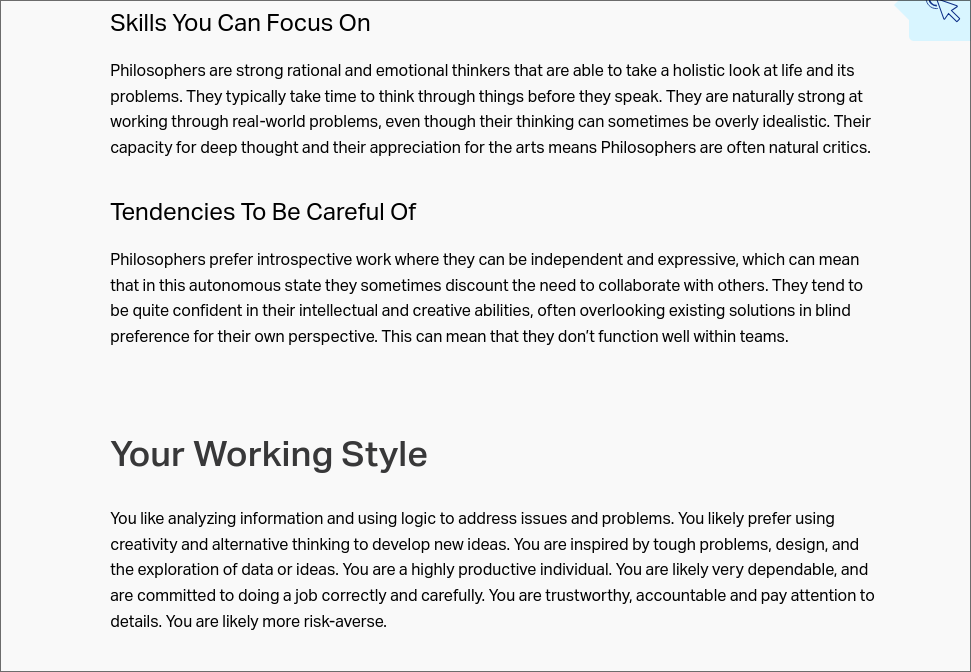 Skills You Can Focus On
Philosophers are strong rational and emotional thinkers that are able to take a holistic look at life and its
problems. They typically take time to think through things before they speak. They are naturally strong at
working through real-world problems, even though their thinking can sometimes be overly idealistic. Their
capacity for deep thought and their appreciation for the arts means Philosophers are often natural critics.
Tendencies To Be Careful Of
Philosophers prefer introspective work where they can be independent and expressive, which can mean
that in this autonomous state they sometimes discount the need to collaborate with others. They tend to
be quite confident in their intellectual and creative abilities, often overlooking existing solutions in blind
preference for their own perspective. This can mean that they don’t function well within teams.
Your Working Style
You like analyzing information and using logic to address issues and problems. You likely prefer using
creativity and alternative thinking to develop new ideas. You are inspired by tough problems, design, and
the exploration of data or ideas. You are a highly productive individual. You are likely very dependable, and
are committed to doing a job correctly and carefully. You are trustworthy, accountable and pay attention to
details. You are likely more risk-averse.